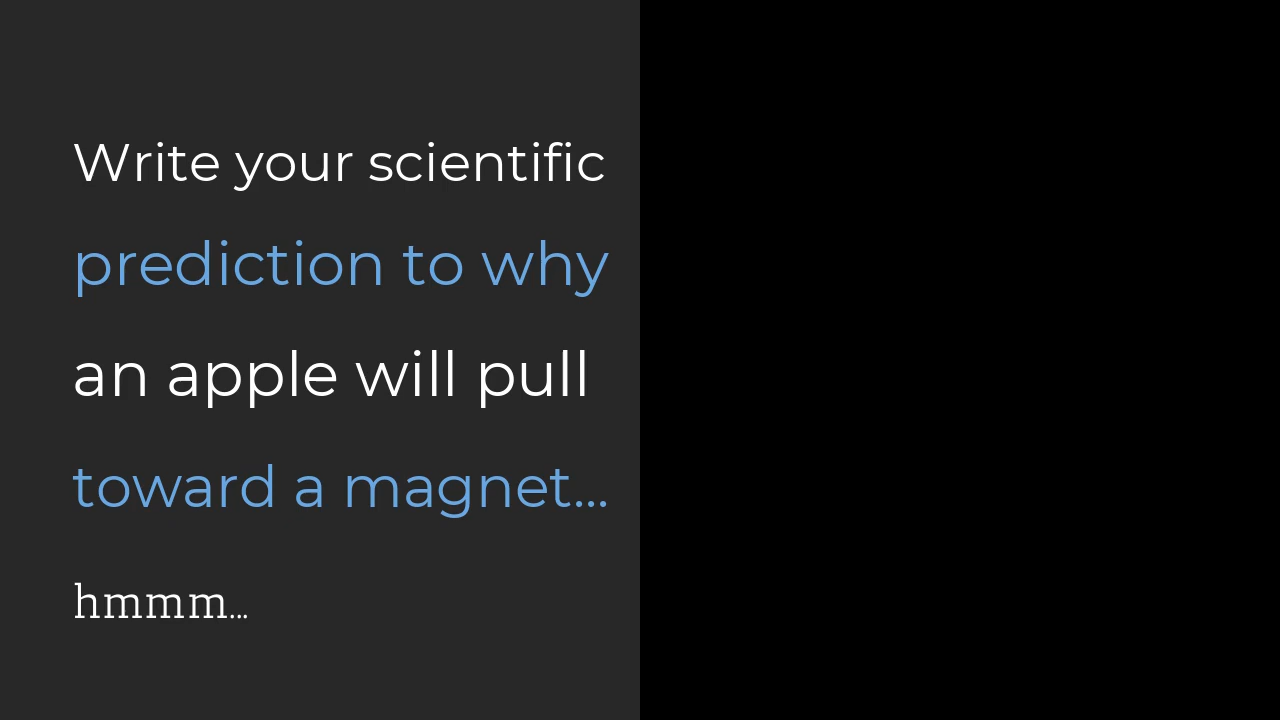 Write your scientific
prediction to why
an apple will pull
toward a magnet...
hmmm...